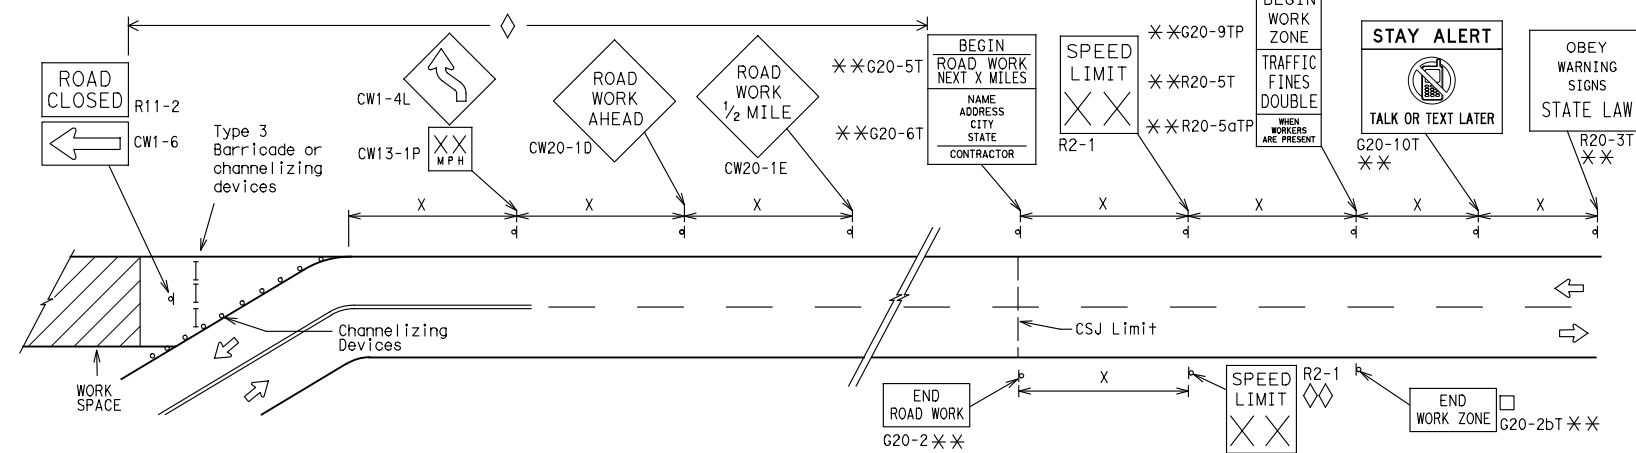 ROAD
CLOSED
R11-2
CW1-6
Type 3
Barricade or
channelizing
devices
CW1-4L
XX
MPH
CW13-1P
ROAD
WORK
AHEAD
CW20-1D
ROAD
WORK
1/2 MILE
CW20-1E
**G20-5T
**G20-6T
BEGIN
ROAD WORK
NEXT X MILES
NAME
ADDRESS
CITY
STATE
CONTRACTOR
SPEED
LIMIT
XX
R2-1
**G20-9TP
**R20-5T
**R20-5aTP
BEGIN
WORK
ZONE
TRAFFIC
FINES
DOUBLE
WHEN
WORKERS
ARE PRESENT
STAY ALERT
TALK OR TEXT LATER
G20-10T
**
OBEY
WARNING
SIGNS
STATE LAW
R20-3T
**
X
X
X
X
X
X
X
Channelizing
Devices
WORK
SPACE
CSJ Limit
END
ROAD WORK
G20-2**
X
SPEED
LIMIT
XX
R2-1
END
WORK ZONE
G20-2bT**